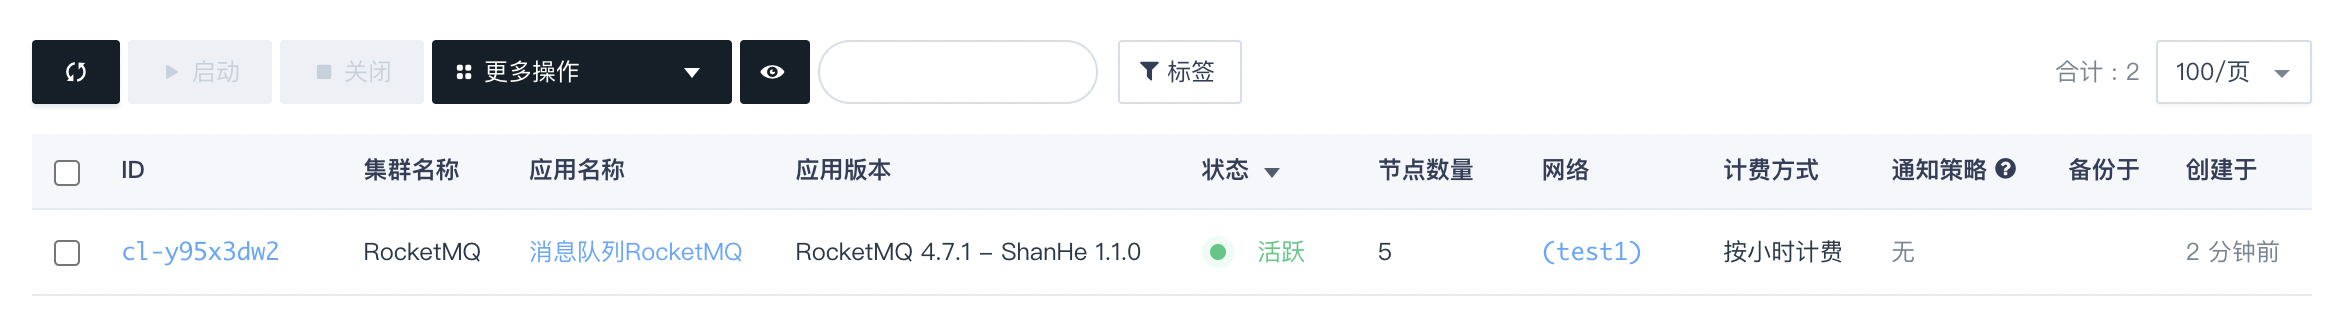 启动 关闭 更多操作 标签 合计：2 100/页
ID 集群名称 应用名称 应用版本 状态 节点数量 网络 计费方式 通知策略 备份于 创建于
cl-y95x3dw2 RocketMQ 消息队列RocketMQ RocketMQ 4.7.1 – ShanHe 1.1.0 活跃 5 (test1) 按小时计费 无 2 分钟前